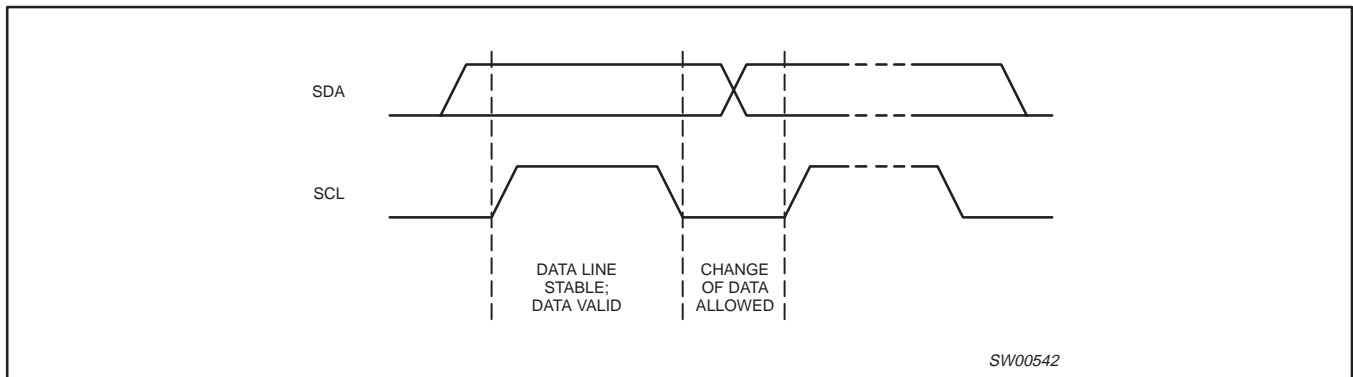 SDA
SCL
DATA LINE
STABLE;
DATA VALID
CHANGE
OF DATA
ALLOWED
SW00542